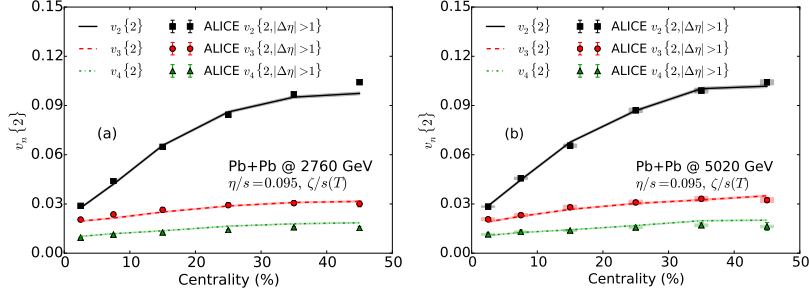 0.15
0.12
0.09
0.06
0.03
0.00
v_n{2}
v_2{2}
v_3{2}
v_4{2}
ALICE v_2{2,|Δη|>1}
ALICE v_3{2,|Δη|>1}
ALICE v_4{2,|Δη|>1}
(a)
Pb+Pb @ 2760 GeV
η/s=0.095, ζ/s(T)
0 10 20 30 40 50
Centrality (%)
0.15
0.12
0.09
0.06
0.03
0.00
v_n{2}
v_2{2}
v_3{2}
v_4{2}
ALICE v_2{2,|Δη|>1}
ALICE v_3{2,|Δη|>1}
ALICE v_4{2,|Δη|>1}
(b)
Pb+Pb @ 5020 GeV
η/s=0.095, ζ/s(T)
0 10 20 30 40 50
Centrality (%)